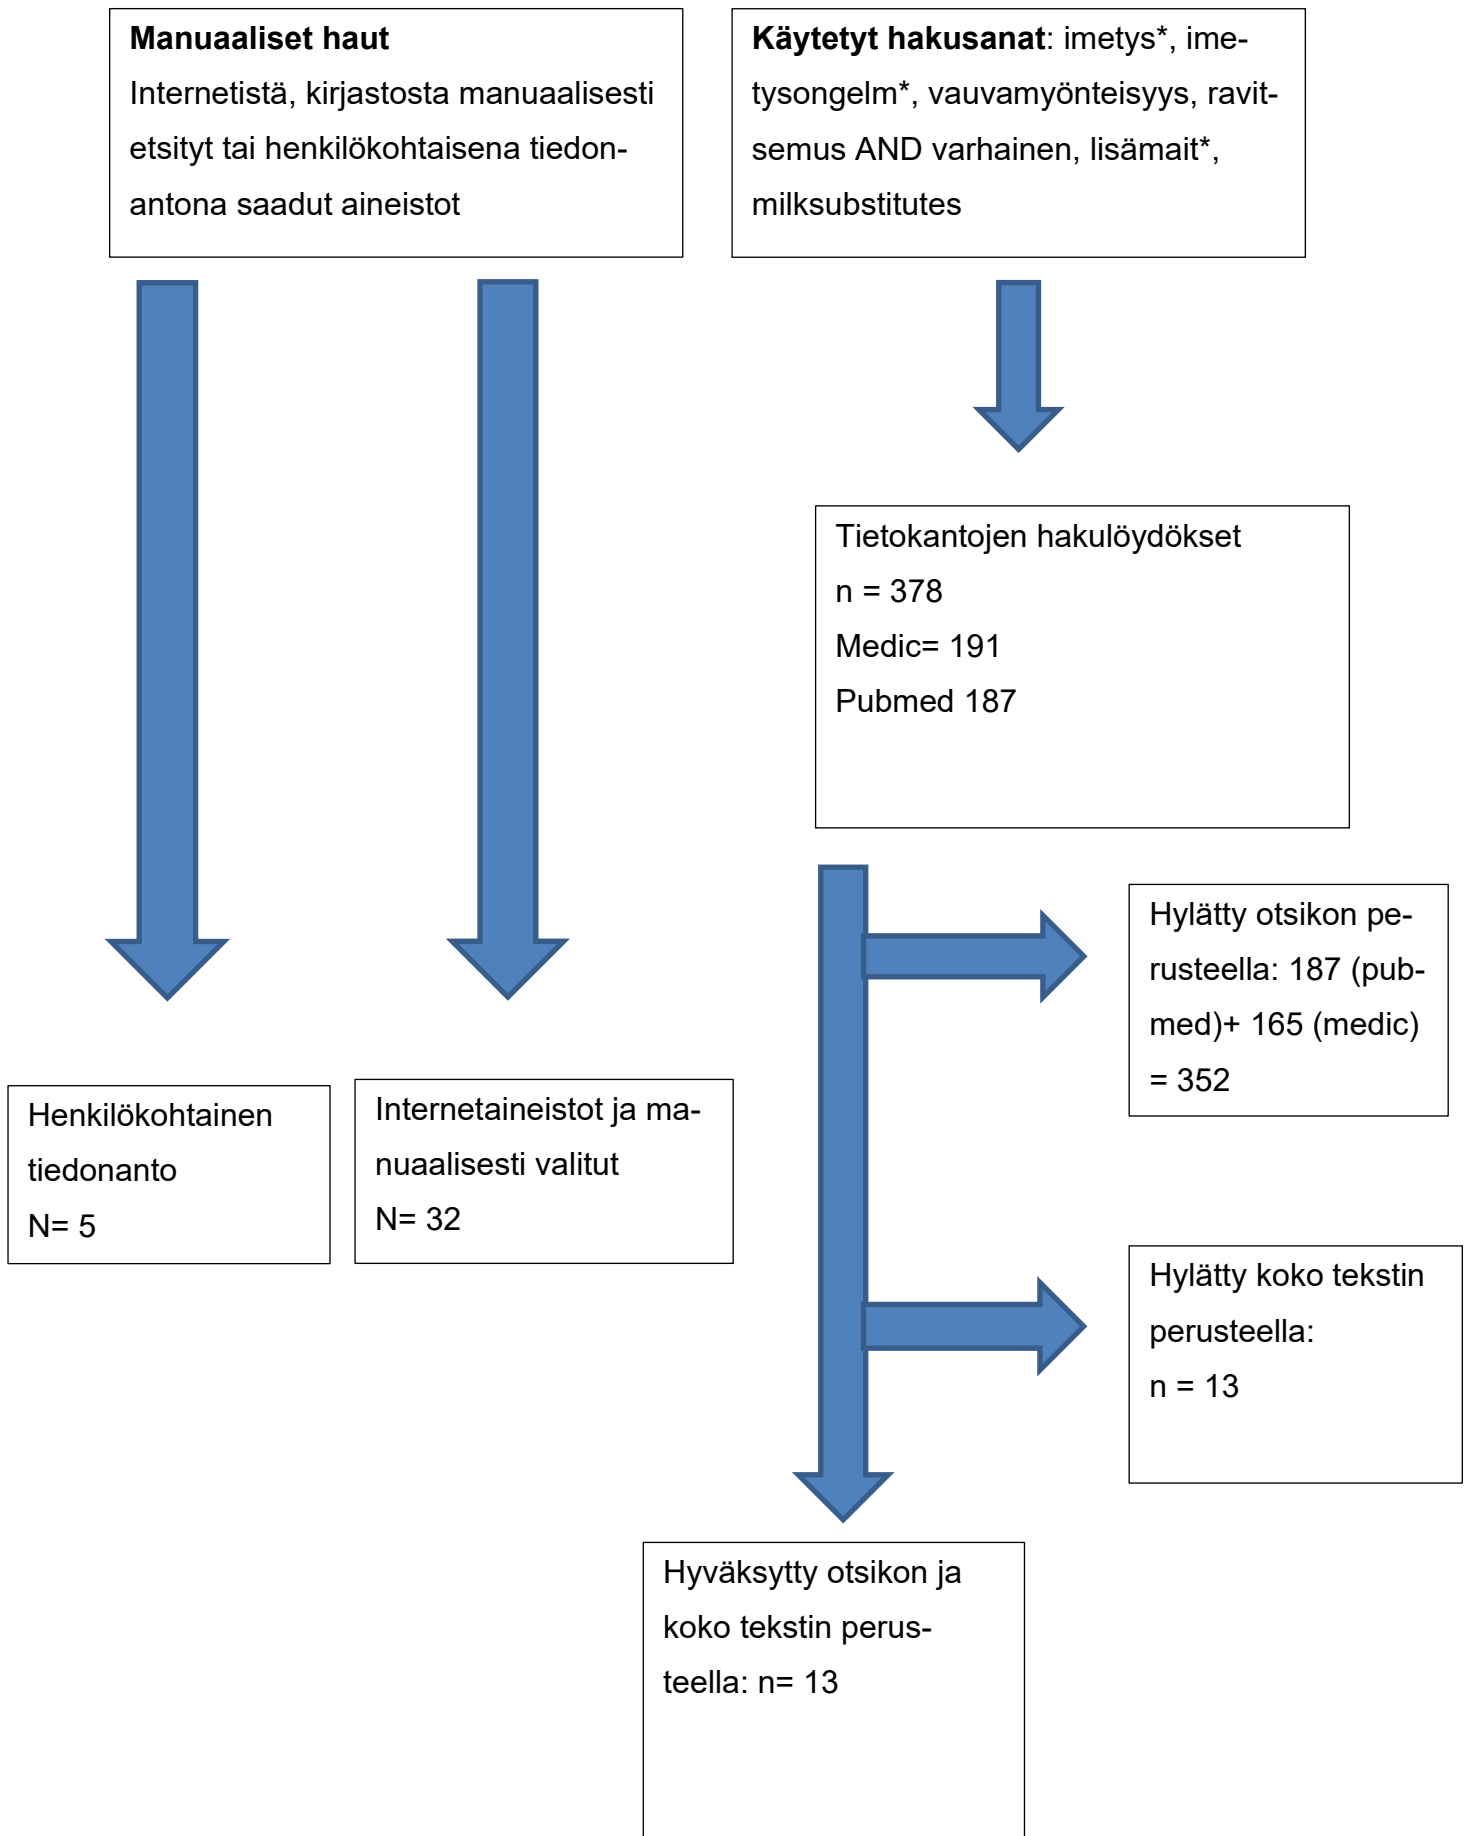 Manuaaliset haut
Internetistä, kirjastosta manuaalisesti
etsityt tai henkilökohtaisena tiedon-
antona saadut aineistot
Käytetyt hakusanat: imetys*, ime-
tysongelm*, vauvamyönteisyys, ravit-
semus AND varhainen, lisämait*,
milksubstitutes
Tietokantojen hakulöydökset
n = 378
Medic= 191
Pubmed 187
Hylätty otsikon pe-
rusteella: 187 (pub-
med)+ 165 (medic)
= 352
Henkilökohtainen
tiedonanto
N= 5
Internetaineistot ja ma-
nuaalisesti valitut
N= 32
Hylätty koko tekstin
perusteella:
n = 13
Hyväksytty otsikon ja
koko tekstin perus-
teella: n= 13